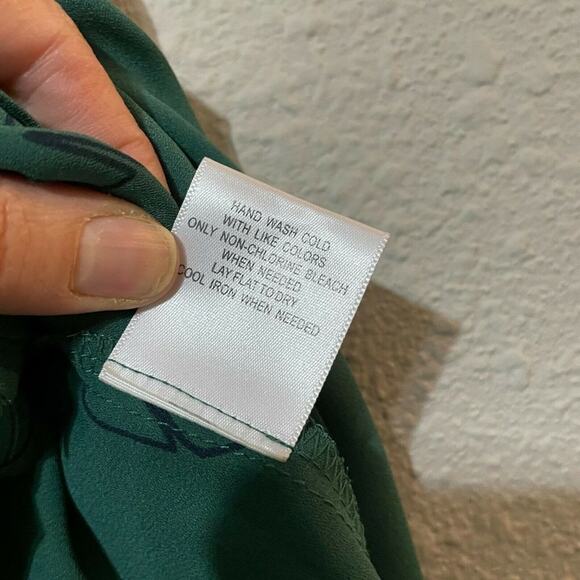 HAND WASH COLD
WITH LIKE COLORS
ONLY NON-CHLORINE BLEACH
WHEN NEEDED
LAY FLAT TO DRY
COOL IRON WHEN NEEDED